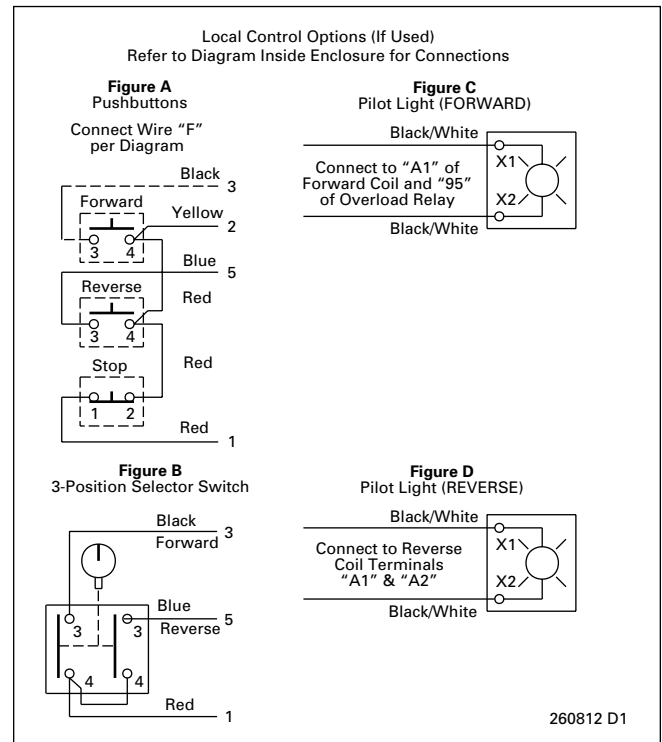 Local Control Options (If Used)
Refer to Diagram Inside Enclosure for Connections
Figure A
Pushbuttons
Connect Wire “F”
per Diagram
Black
3
Forward
Yellow
2
3 4
Blue
5
Reverse
Red
3 4
Stop
Red
1 2
Red
1
Figure B
3-Position Selector Switch
Black
3
Forward
Blue
5
Reverse
3 3
4 4
Red
1
Figure C
Pilot Light (FORWARD)
Black/White
X1
Connect to “A1” of
Forward Coil and “95”
of Overload Relay
X2
Black/White
Figure D
Pilot Light (REVERSE)
Black/White
X1
Connect to Reverse
Coil Terminals
“A1” & “A2”
X2
Black/White
260812 D1